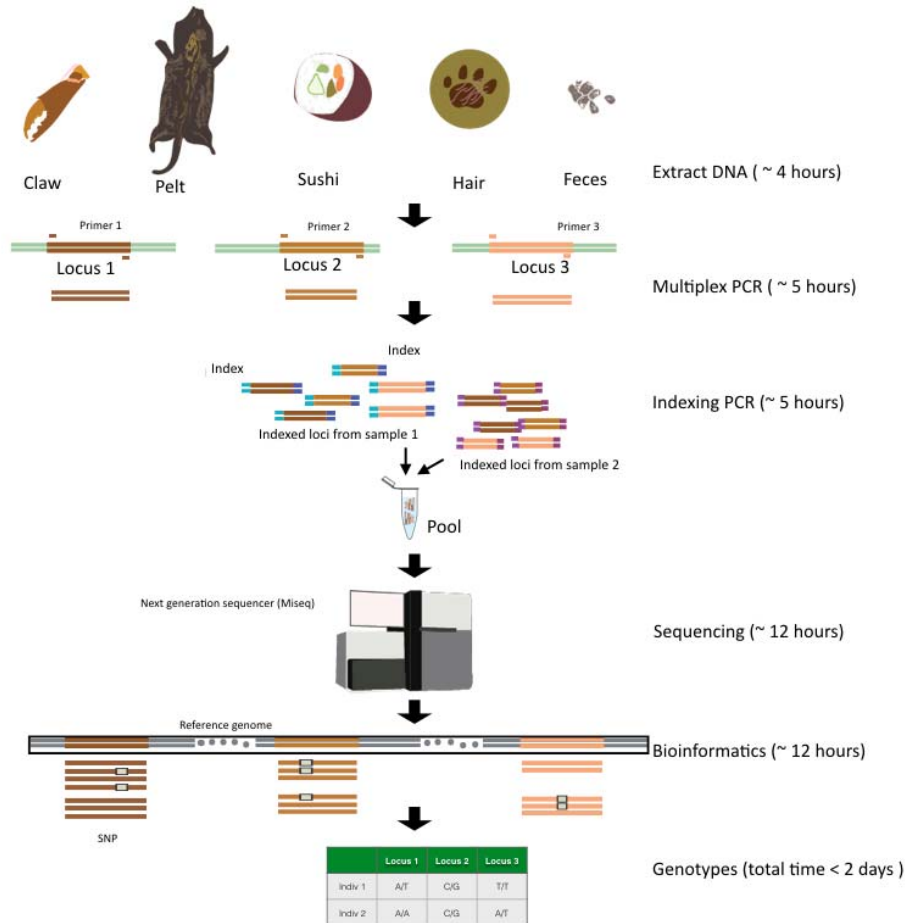 Claw
Pelt
Sushi
Hair
Feces
Extract DNA ( ~ 4 hours)
Primer 1
Primer 2
Primer 3
Locus 1
Locus 2
Locus 3
Multiplex PCR ( ~ 5 hours)
Index
Index
Indexing PCR (~ 5 hours)
Indexed loci from sample 1
Indexed loci from sample 2
Pool
Next generation sequencer (Miseq)
Sequencing (~ 12 hours)
Reference genome
Bioinformatics (~ 12 hours)
SNP
Genotypes (total time < 2 days )
Locus 1 Locus 2 Locus 3
Indiv 1 A/T C/G T/T
Indiv 2 A/A C/G A/T